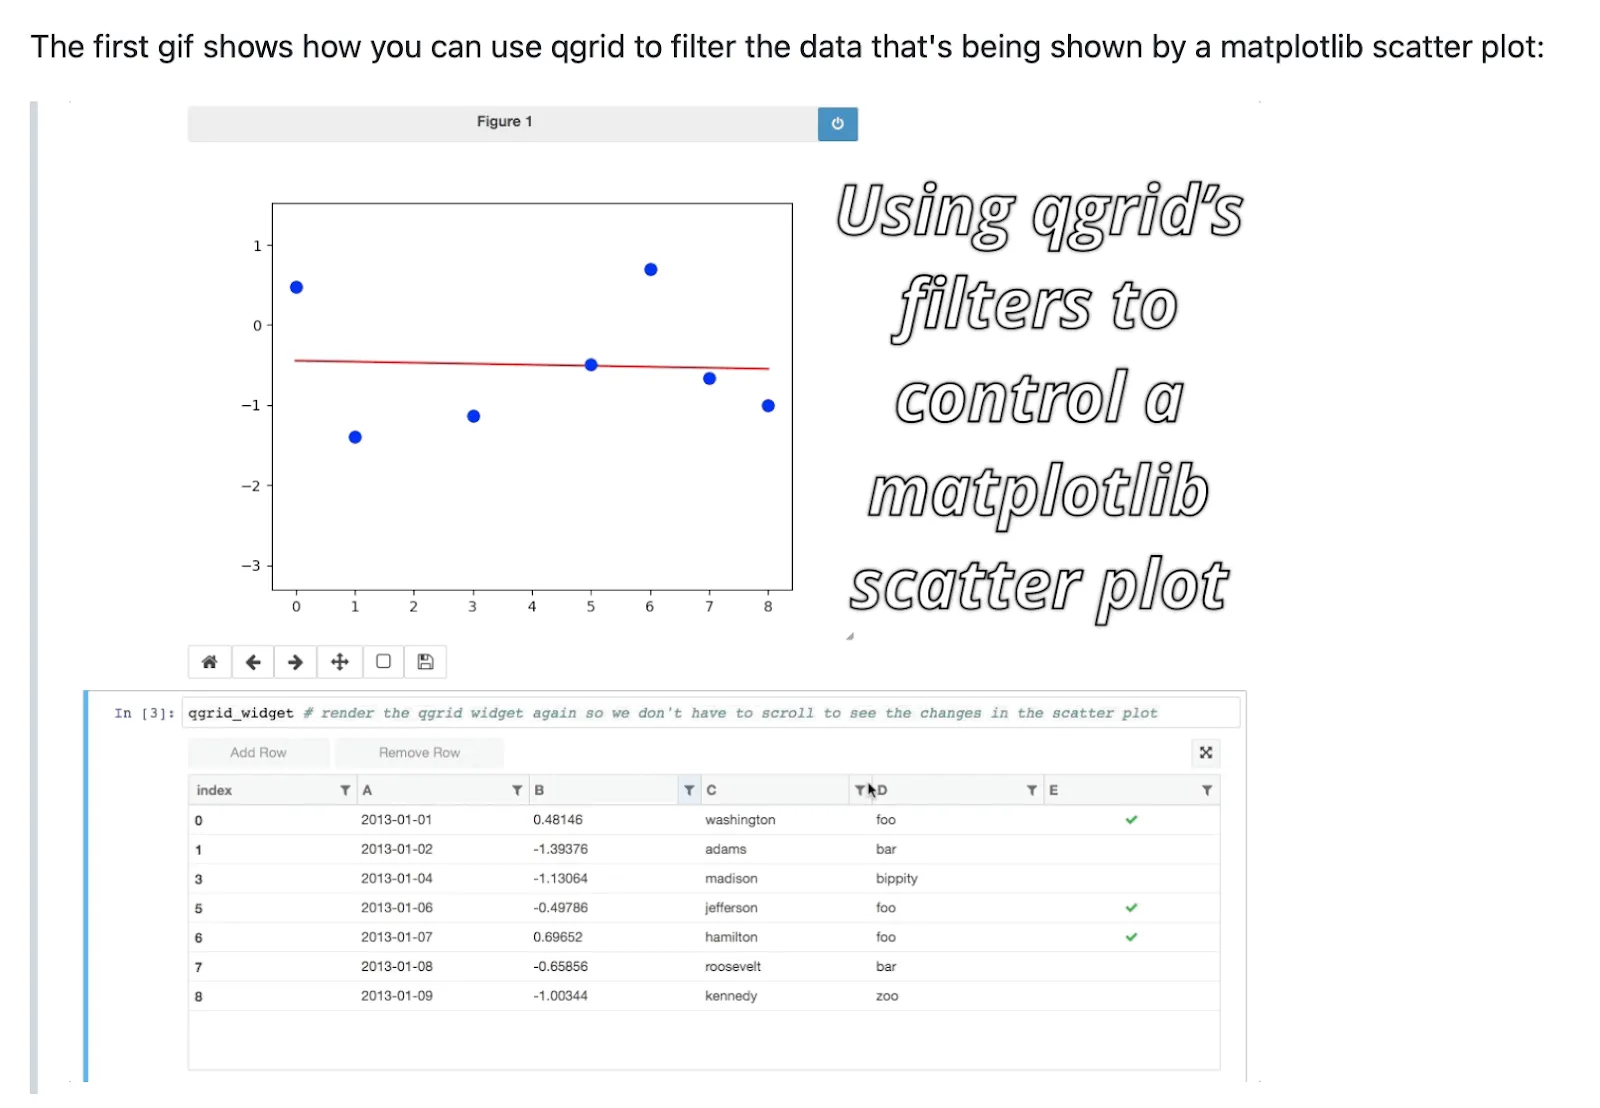 The first gif shows how you can use qgrid to filter the data that's being shown by a matplotlib scatter plot:
Figure 1
Using qgrid's
filters to
control a
matplotlib
scatter plot
1
0
−1
−2
−3
0 1 2 3 4 5 6 7 8
In [3]: qgrid_widget # render the qgrid widget again so we don't have to scroll to see the changes in the scatter plot
Add Row Remove Row
index A B C D E
0 2013-01-01 0.48146 washington foo
1 2013-01-02 -1.39376 adams bar
3 2013-01-04 -1.13064 madison bippity
5 2013-01-06 -0.49786 jefferson foo
6 2013-01-07 0.69652 hamilton foo
7 2013-01-08 -0.65856 roosevelt bar
8 2013-01-09 -1.00344 kennedy zoo